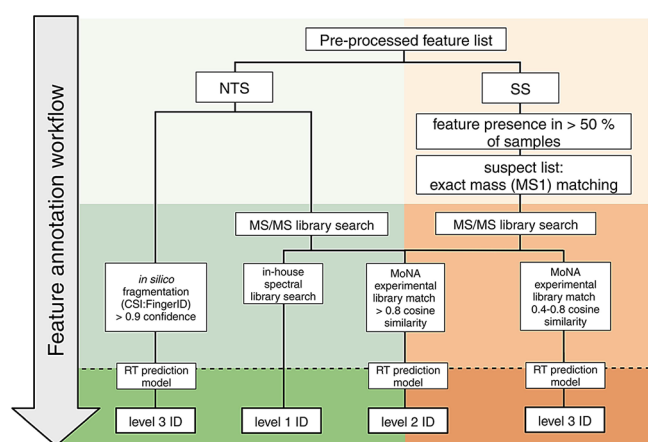 Feature annotation workflow
Pre-processed feature list
NTS
SS
feature presence in > 50 %
of samples
suspect list:
exact mass (MS1) matching
MS/MS library search
MS/MS library search
in silico
fragmentation
(CSI:FingerID)
> 0.9 confidence
in-house
spectral
library search
MoNA
experimental
library match
> 0.8 cosine
similarity
MoNA
experimental
library match
0.4-0.8 cosine
similarity
RT prediction
model
RT prediction
model
RT prediction
model
level 3 ID
level 1 ID
level 2 ID
level 3 ID